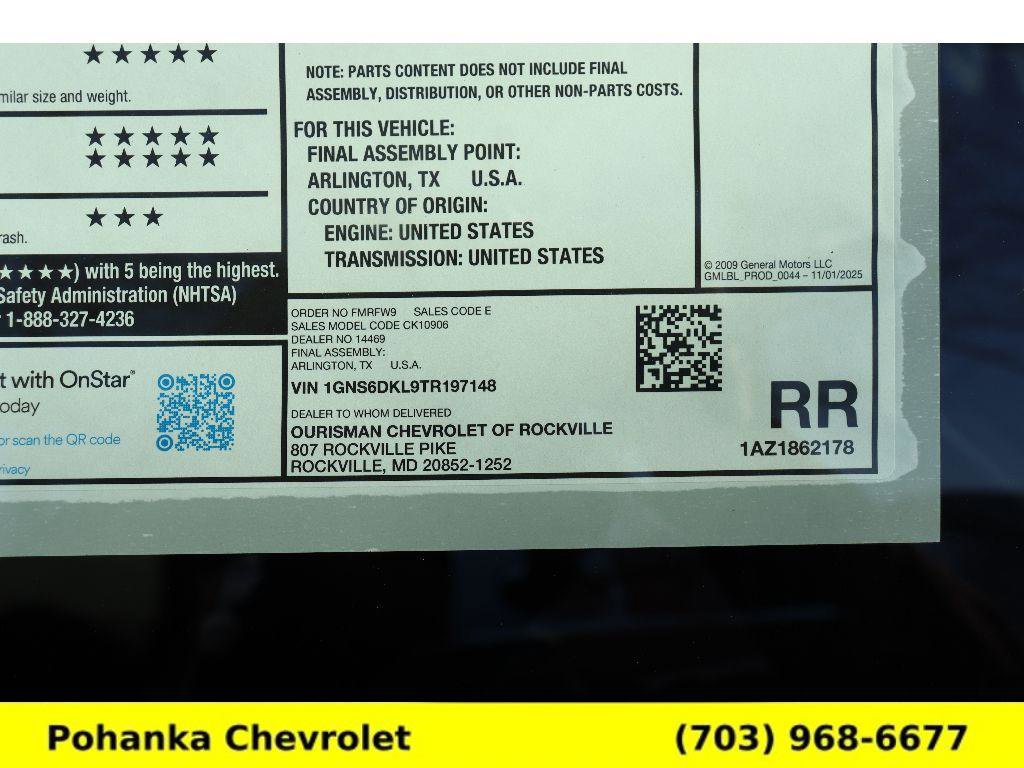 ★★★★★
milar size and weight.
★★★★★
★★★★★
★★★
rash.
★★★★) with 5 being the highest.
Safety Administration (NHTSA)
1-888-327-4236
t with OnStar®
oday
or scan the QR code
rivacy
NOTE: PARTS CONTENT DOES NOT INCLUDE FINAL
ASSEMBLY, DISTRIBUTION, OR OTHER NON-PARTS COSTS.
FOR THIS VEHICLE:
FINAL ASSEMBLY POINT:
ARLINGTON, TX U.S.A.
COUNTRY OF ORIGIN:
ENGINE: UNITED STATES
TRANSMISSION: UNITED STATES
© 2009 General Motors LLC
GMLBL_PROD_0044 – 11/01/2025
ORDER NO FMRFW9 SALES CODE E
SALES MODEL CODE CK10906
DEALER NO 14469
FINAL ASSEMBLY:
ARLINGTON, TX U.S.A.
VIN 1GNS6DKL9TR197148
DEALER TO WHOM DELIVERED
OURISMAN CHEVROLET OF ROCKVILLE
807 ROCKVILLE PIKE
ROCKVILLE, MD 20852-1252
RR
1AZ1862178
Pohanka Chevrolet (703) 968-6677